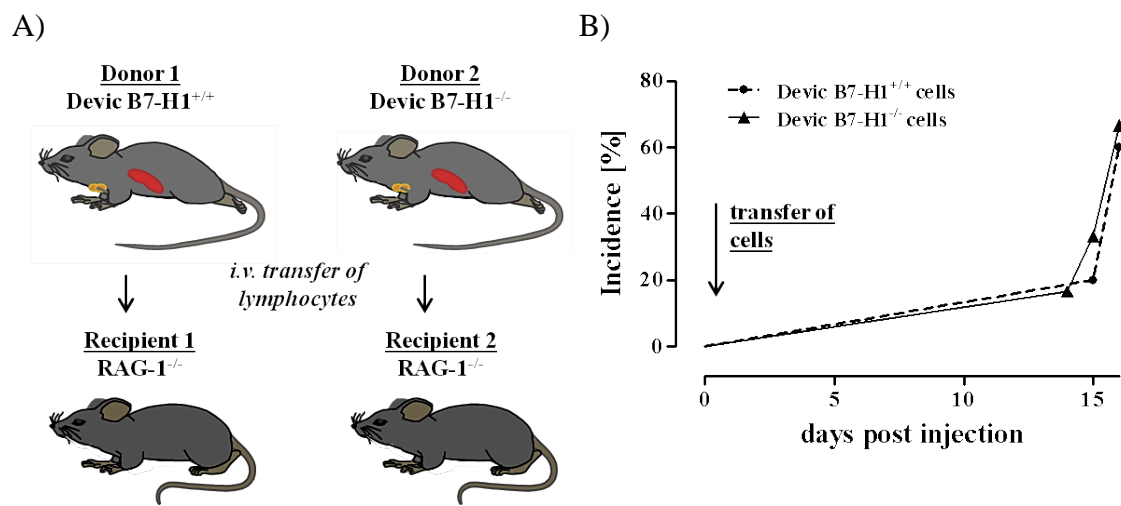 A)
Donor 1
Devic B7-H1+/+
Donor 2
Devic B7-H1-/-
i.v. transfer of
lymphocytes
Recipient 1
RAG-1-/-
Recipient 2
RAG-1-/-
B)
80
60
40
20
0
Incidence [%]
Devic B7-H1+/+ cells
Devic B7-H1-/- cells
transfer of
cells
0
5
10
15
days post injection